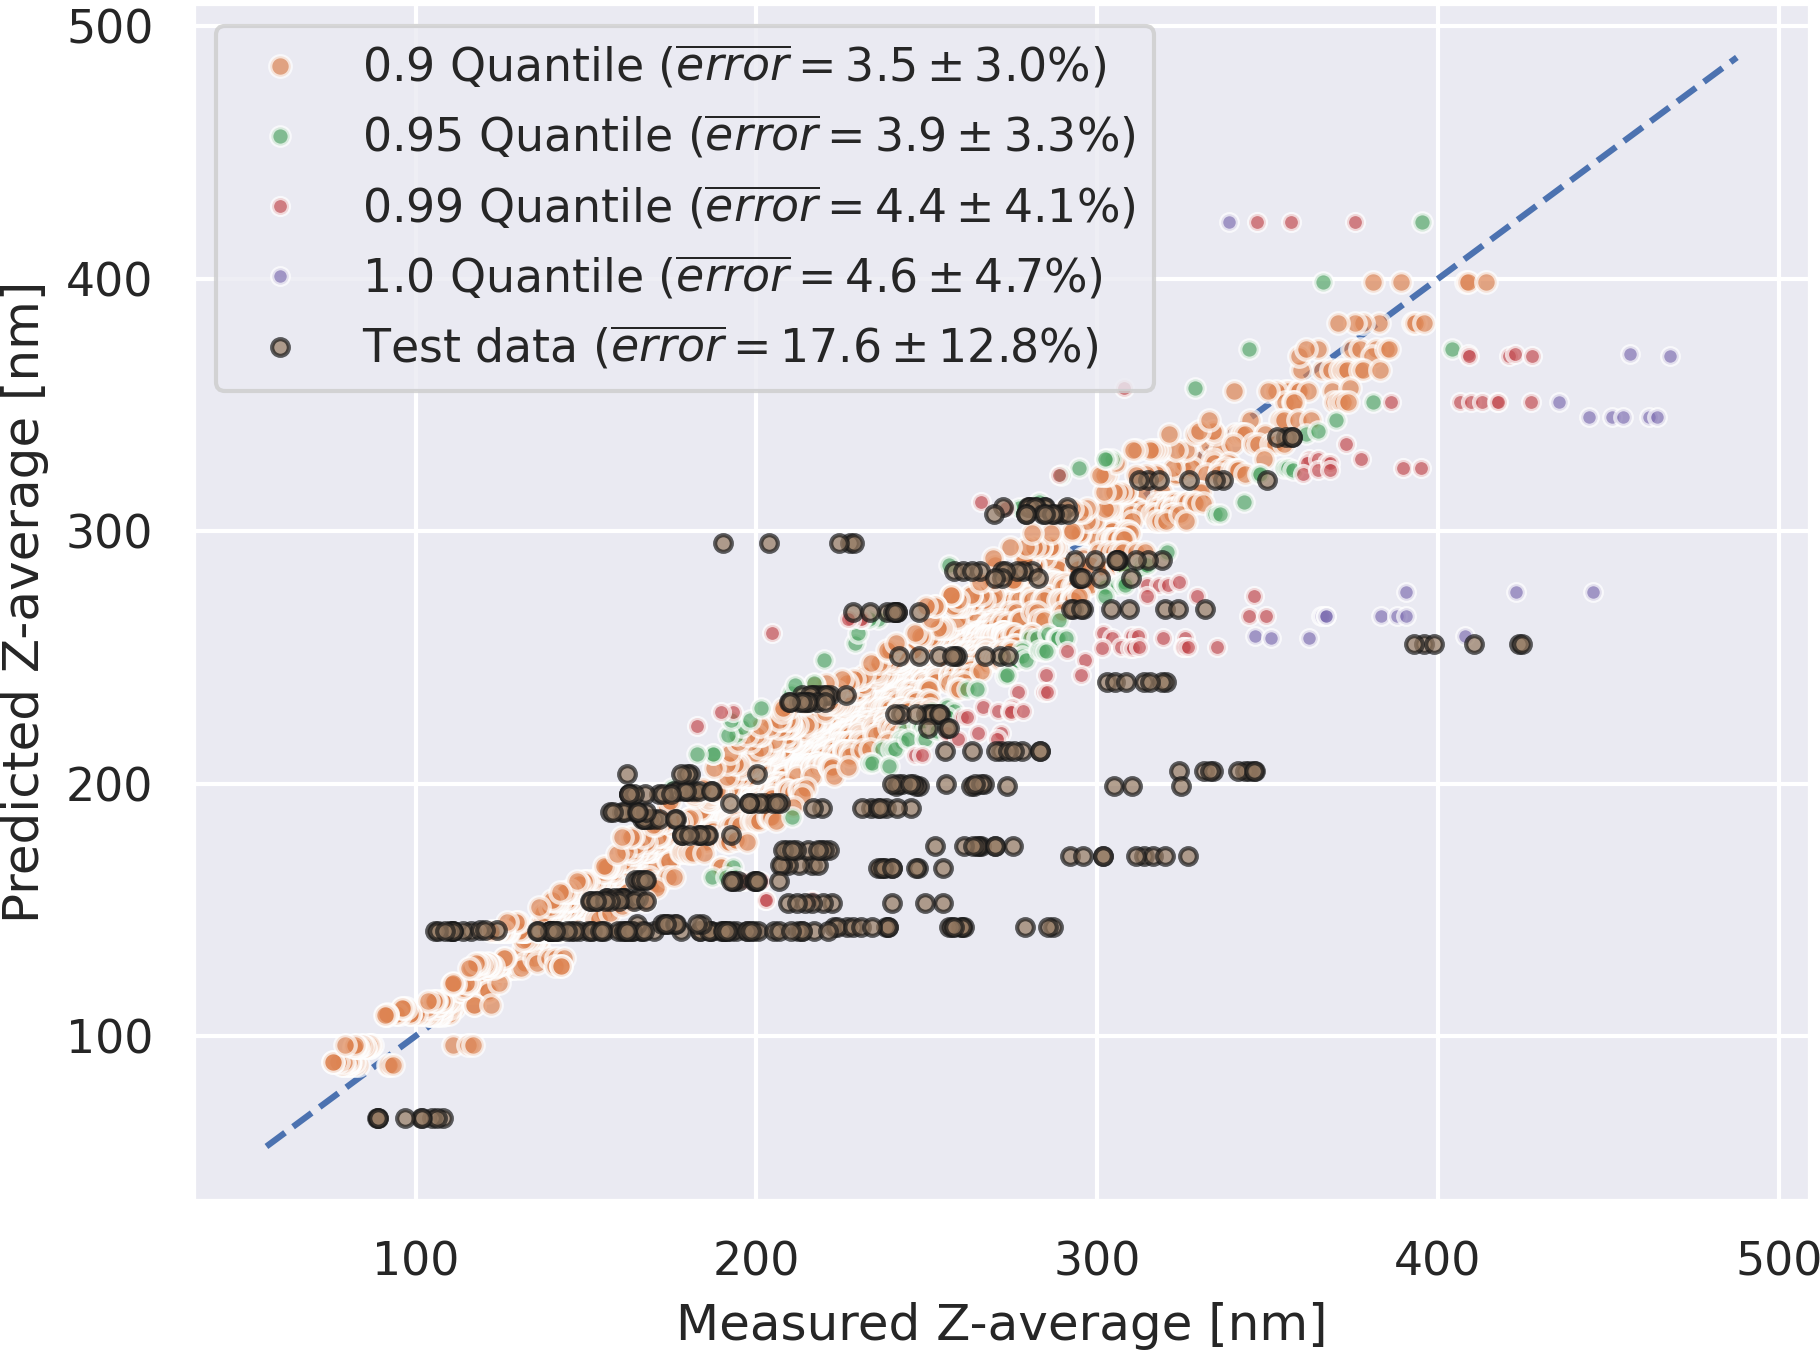 500
400
300
200
100
Predicted Z-average [nm]
0.9 Quantile (error = 3.5 ± 3.0%)
0.95 Quantile (error = 3.9 ± 3.3%)
0.99 Quantile (error = 4.4 ± 4.1%)
1.0 Quantile (error = 4.6 ± 4.7%)
Test data (error = 17.6 ± 12.8%)
100 200 300 400 500
Measured Z-average [nm]